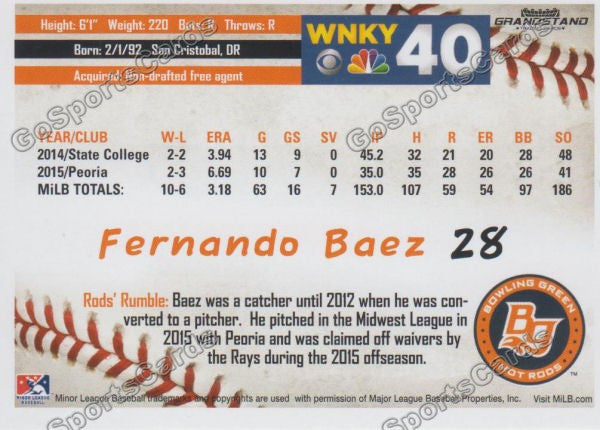 Height: 6'1" Weight: 220 Bats: R Throws: R
Born: 2/1/92 San Cristobal, DR
Acquired: Non-drafted free agent
WNKY 40
GRANDSTAND
YEAR/CLUB W-L ERA G GS SV IP H R ER BB SO
2014/State College 2-2 3.94 13 9 0 45.2 32 21 20 28 48
2015/Peoria 2-3 6.69 10 7 0 35.0 35 28 26 26 41
MiLB TOTALS: 10-6 3.18 63 16 7 153.0 107 59 54 97 186
Fernando Baez 28
Rods' Rumble: Baez was a catcher until 2012 when he was con-
verted to a pitcher. He pitched in the Midwest League in
2015 with Peoria and was claimed off waivers by
the Rays during the 2015 offseason.
BOWLING GREEN
BG
HOT RODS
TM
MINOR LEAGUE
BASEBALL
Minor League Baseball trademarks and copyrights are used with permission of Major League Baseball Properties, Inc. Visit MiLB.com
GoSportsCards